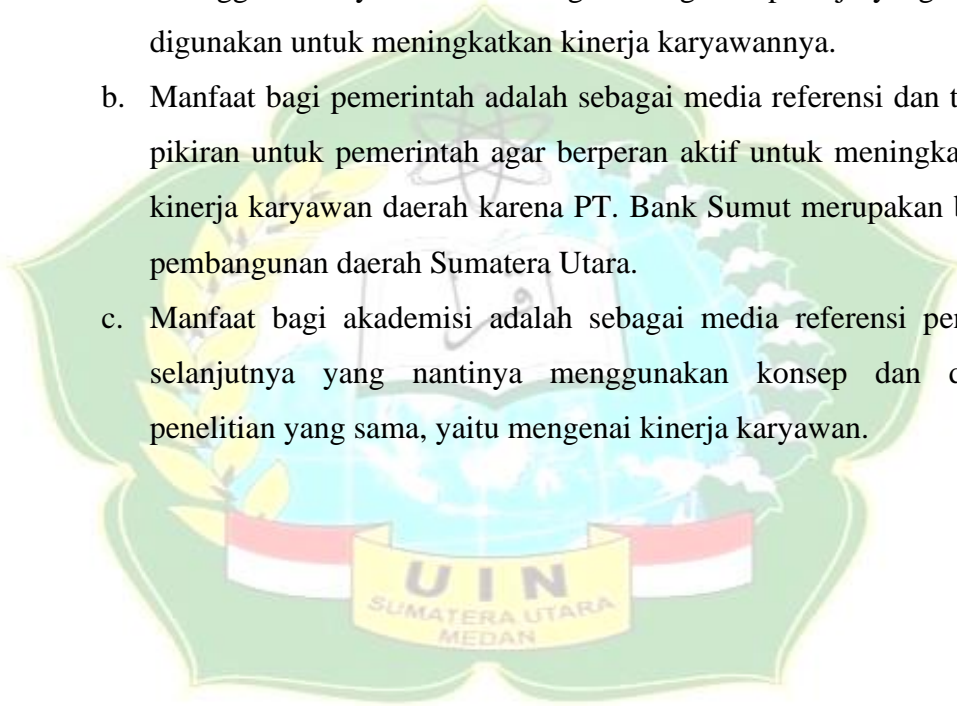 digunakan untuk meningkatkan kinerja karyawannya.
b. Manfaat bagi pemerintah adalah sebagai media referensi dan
pikiran untuk pemerintah agar berperan aktif untuk
kinerja karyawan daerah karena PT. Bank Sumut merupakan
pembangunan daerah Sumatera Utara.
c. Manfaat bagi akademisi adalah sebagai media referensi
selanjutnya yang nantinya menggunakan konsep dan
penelitian yang sama, yaitu mengenai kinerja karyawan.
UIN
SUMATERA UTARA
MEDAN